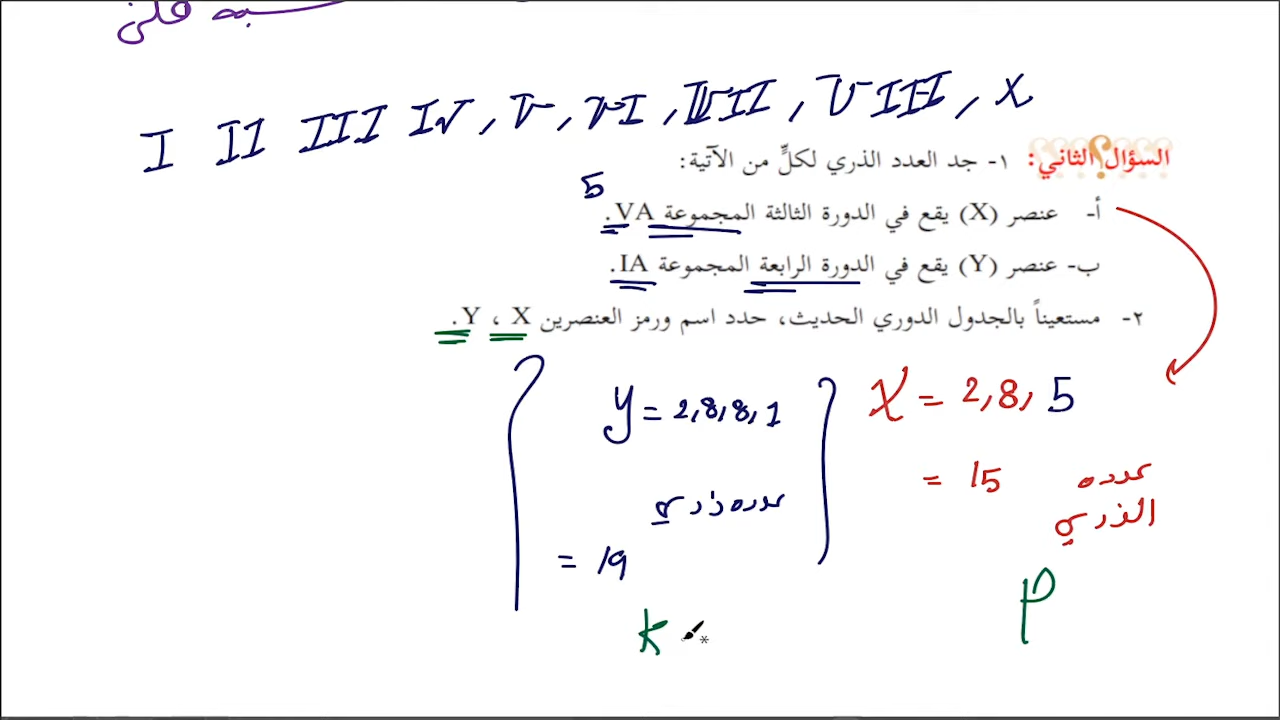 I II III IV , V , VI , VII , VIII , X
السؤال الثاني: ١- جد العدد الذري لكلٍّ من الآتية:
5
أ- عنصر (X) يقع في الدورة الثالثة المجموعة VA.
ب- عنصر (Y) يقع في الدورة الرابعة المجموعة IA.
٢- مستعيناً بالجدول الدوري الحديث، حدد اسم ورمز العنصرين X ، Y.
X = 2,8, 5
= 15 عدده
الذري
P
y = 2,8,8,1
عدده ذري
= 19
K